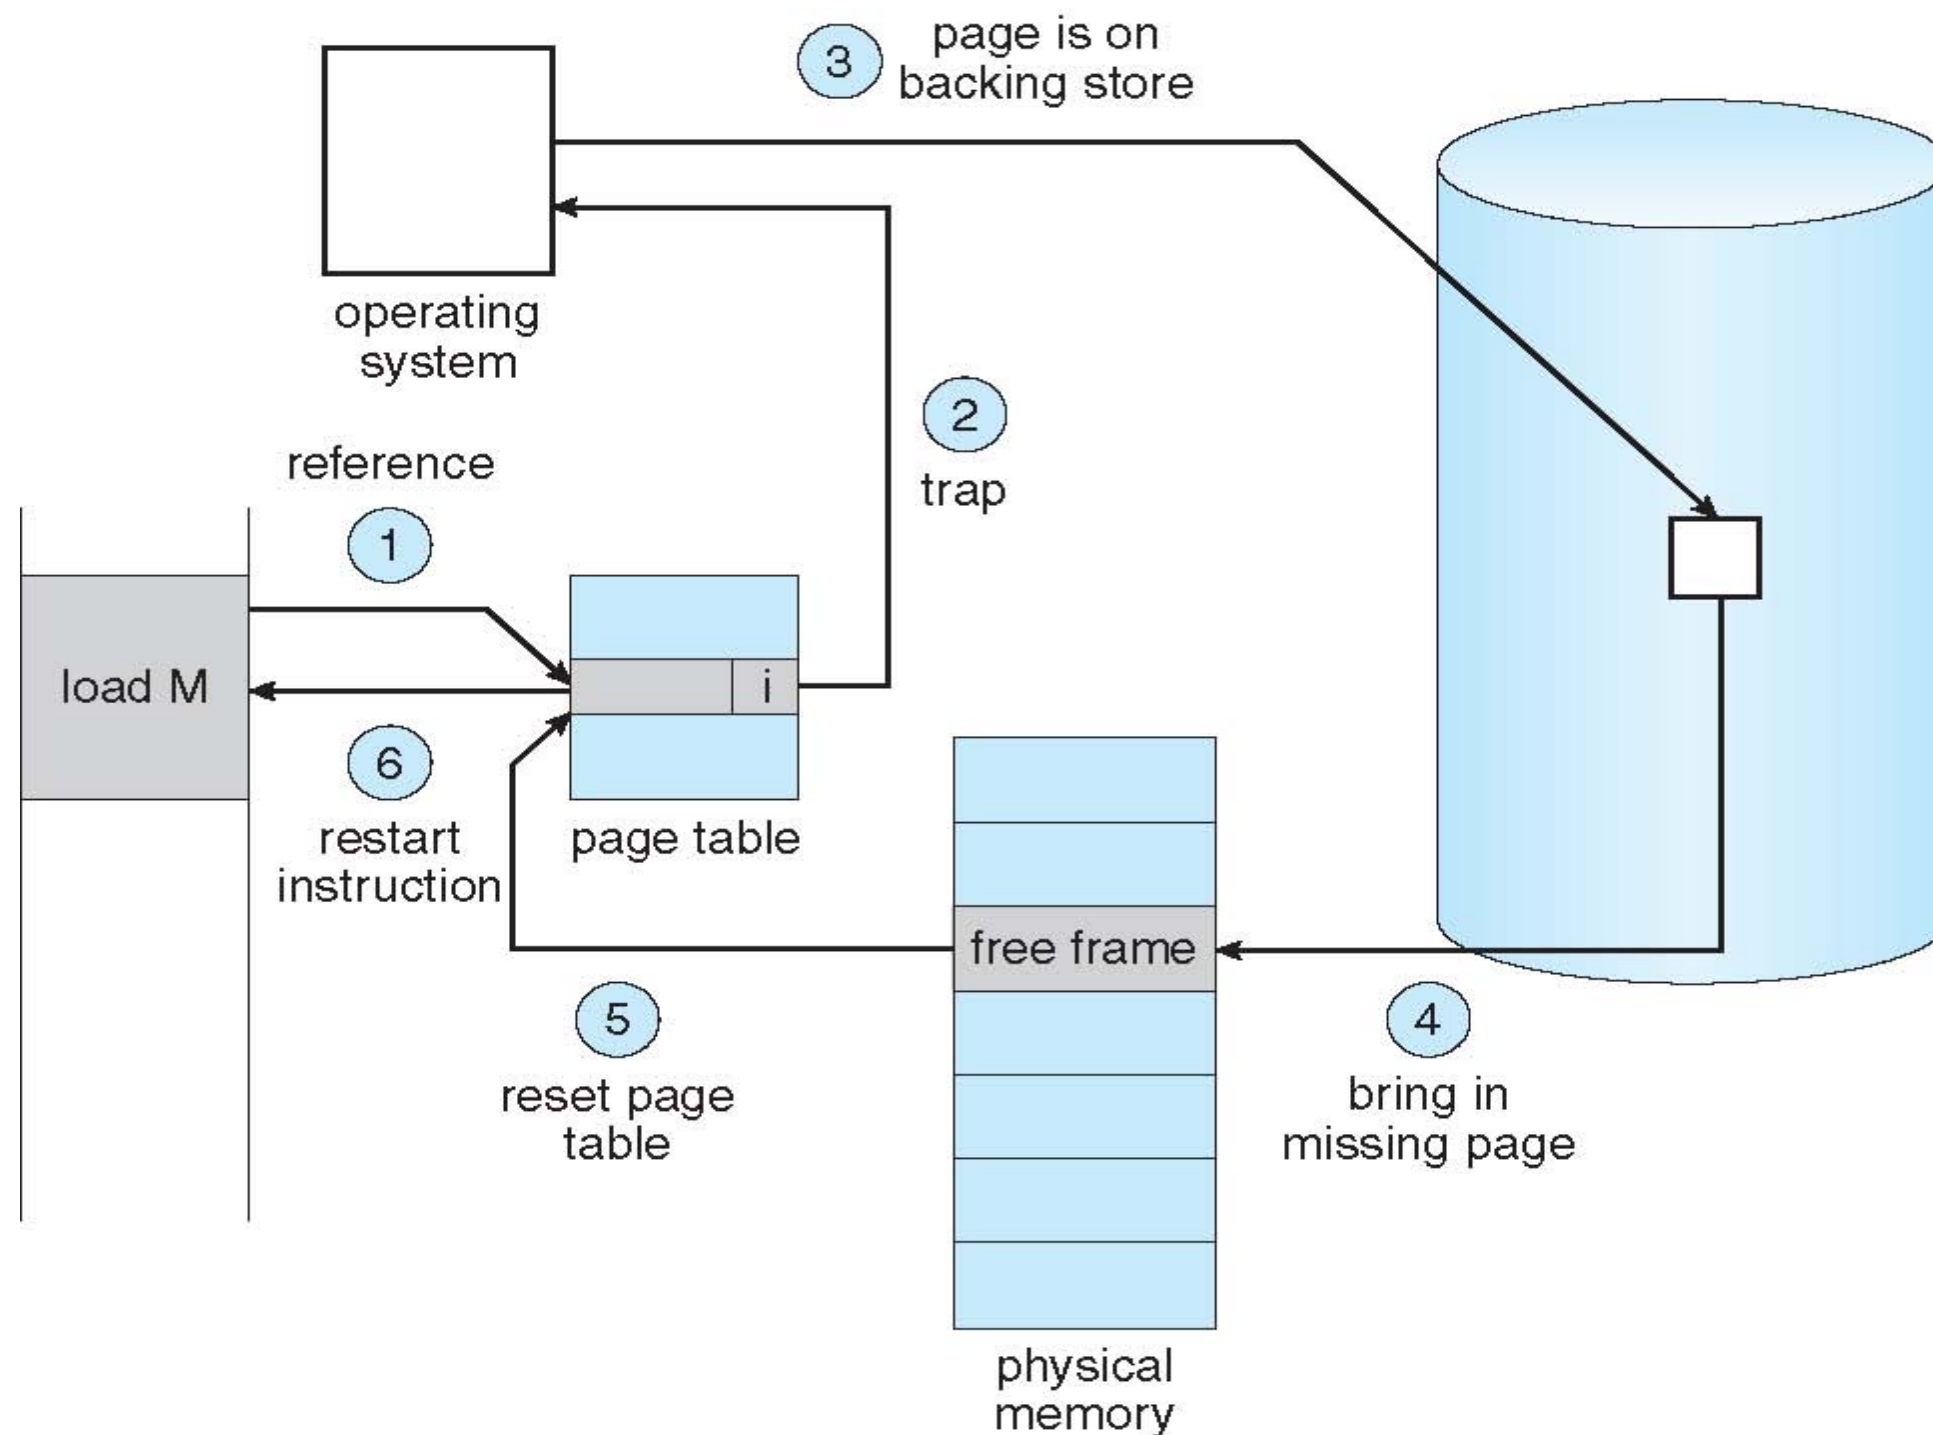 3
page is on
backing store
operating
system
2
trap
reference
1
load M
i
6
restart
instruction
page table
free frame
5
reset page
table
4
bring in
missing page
physical
memory